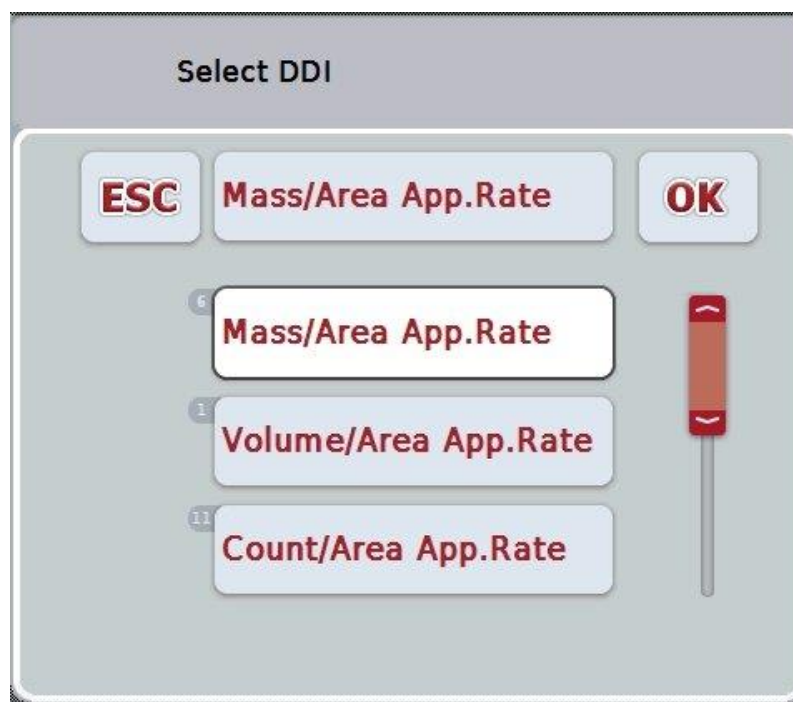 Select DDI
ESC Mass/Area App.Rate OK
6 Mass/Area App.Rate
1 Volume/Area App.Rate
11 Count/Area App.Rate